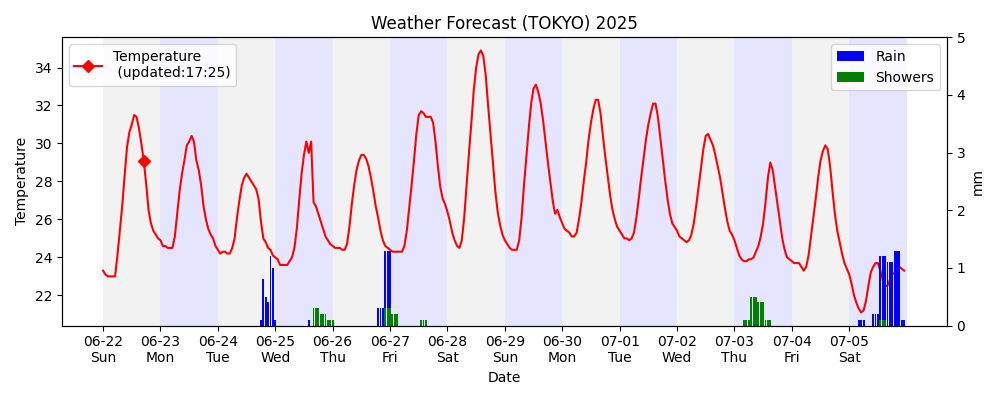 Weather Forecast (TOKYO) 2025
Temperature
(updated:17:25)
Rain
Showers
Temperature
34
32
30
28
26
24
22
5
4
3
2
1
0
mm
06-22 06-23 06-24 06-25 06-26 06-27 06-28 06-29 06-30 07-01 07-02 07-03 07-04 07-05
Sun Mon Tue Wed Thu Fri Sat Sun Mon Tue Wed Thu Fri Sat
Date